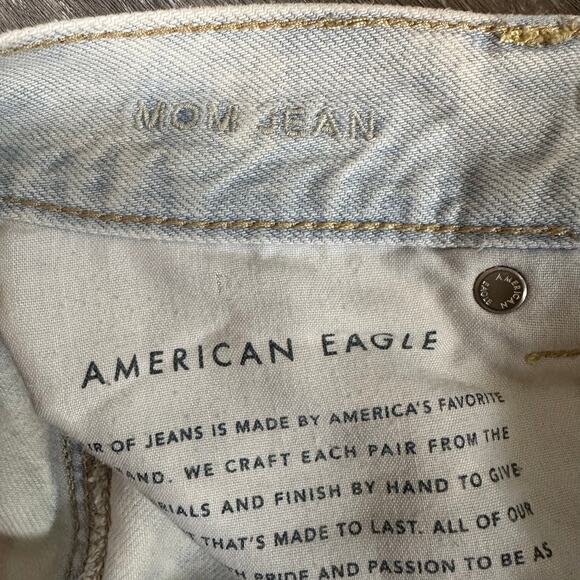 MOM JEAN
AMERICAN
EAGLE
AMERICAN EAGLE
IR OF JEANS IS MADE BY AMERICA'S FAVORITE
AND. WE CRAFT EACH PAIR FROM THE
RIALS AND FINISH BY HAND TO GIVE
THAT'S MADE TO LAST. ALL OF OUR
PRIDE AND PASSION TO BE AS